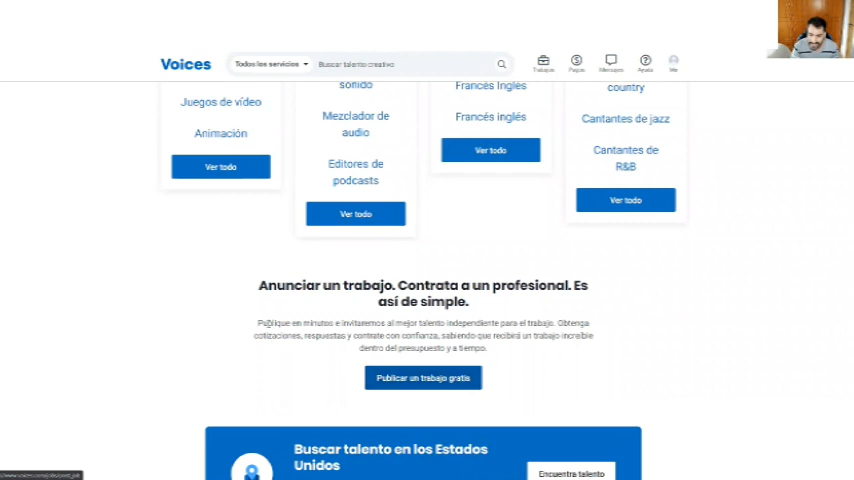 Voices
Todos los servicios
Buscar talento creativo
Trabajos
Pagos
Mensajes
Ayuda
Me
Juegos de vídeo
Animación
Ver todo
sonido
Mezclador de
audio
Editores de
podcasts
Ver todo
Francés Inglés
Francés inglés
Ver todo
country
Cantantes de jazz
Cantantes de
R&B
Ver todo
Anunciar un trabajo. Contrata a un profesional. Es
así de simple.
Publique en minutos e invitaremos al mejor talento independiente para el trabajo. Obtenga
cotizaciones, respuestas y contrate con confianza, sabiendo que recibirá un trabajo increíble
dentro del presupuesto y a tiempo.
Publicar un trabajo gratis
Buscar talento en los Estados
Unidos
Encuentra talento